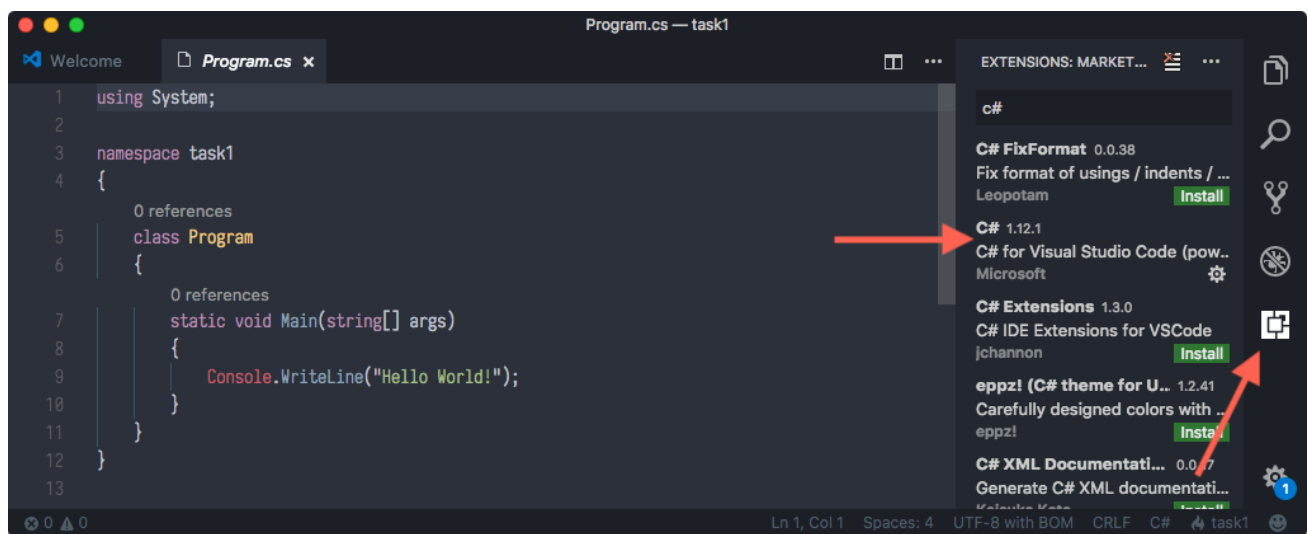 Program.cs — task1
Welcome
Program.cs ×
1 using System;
2
3 namespace task1
4 {
0 references
5 class Program
6 {
0 references
7 static void Main(string[] args)
8 {
9 Console.WriteLine("Hello World!");
10 }
11 }
12 }
13
EXTENSIONS: MARKET...
c#
C# FixFormat 0.0.38
Fix format of usings / indents / ...
Leopotam Install
C# 1.12.1
C# for Visual Studio Code (pow..
Microsoft
C# Extensions 1.3.0
C# IDE Extensions for VSCode
jchannon Install
eppz! (C# theme for U... 1.2.41
Carefully designed colors with ..
eppz! Install
C# XML Documentati...
Generate C# XML documentati...
1
0 0
Ln 1, Col 1 Spaces: 4 UTF-8 with BOM CRLF C# task1